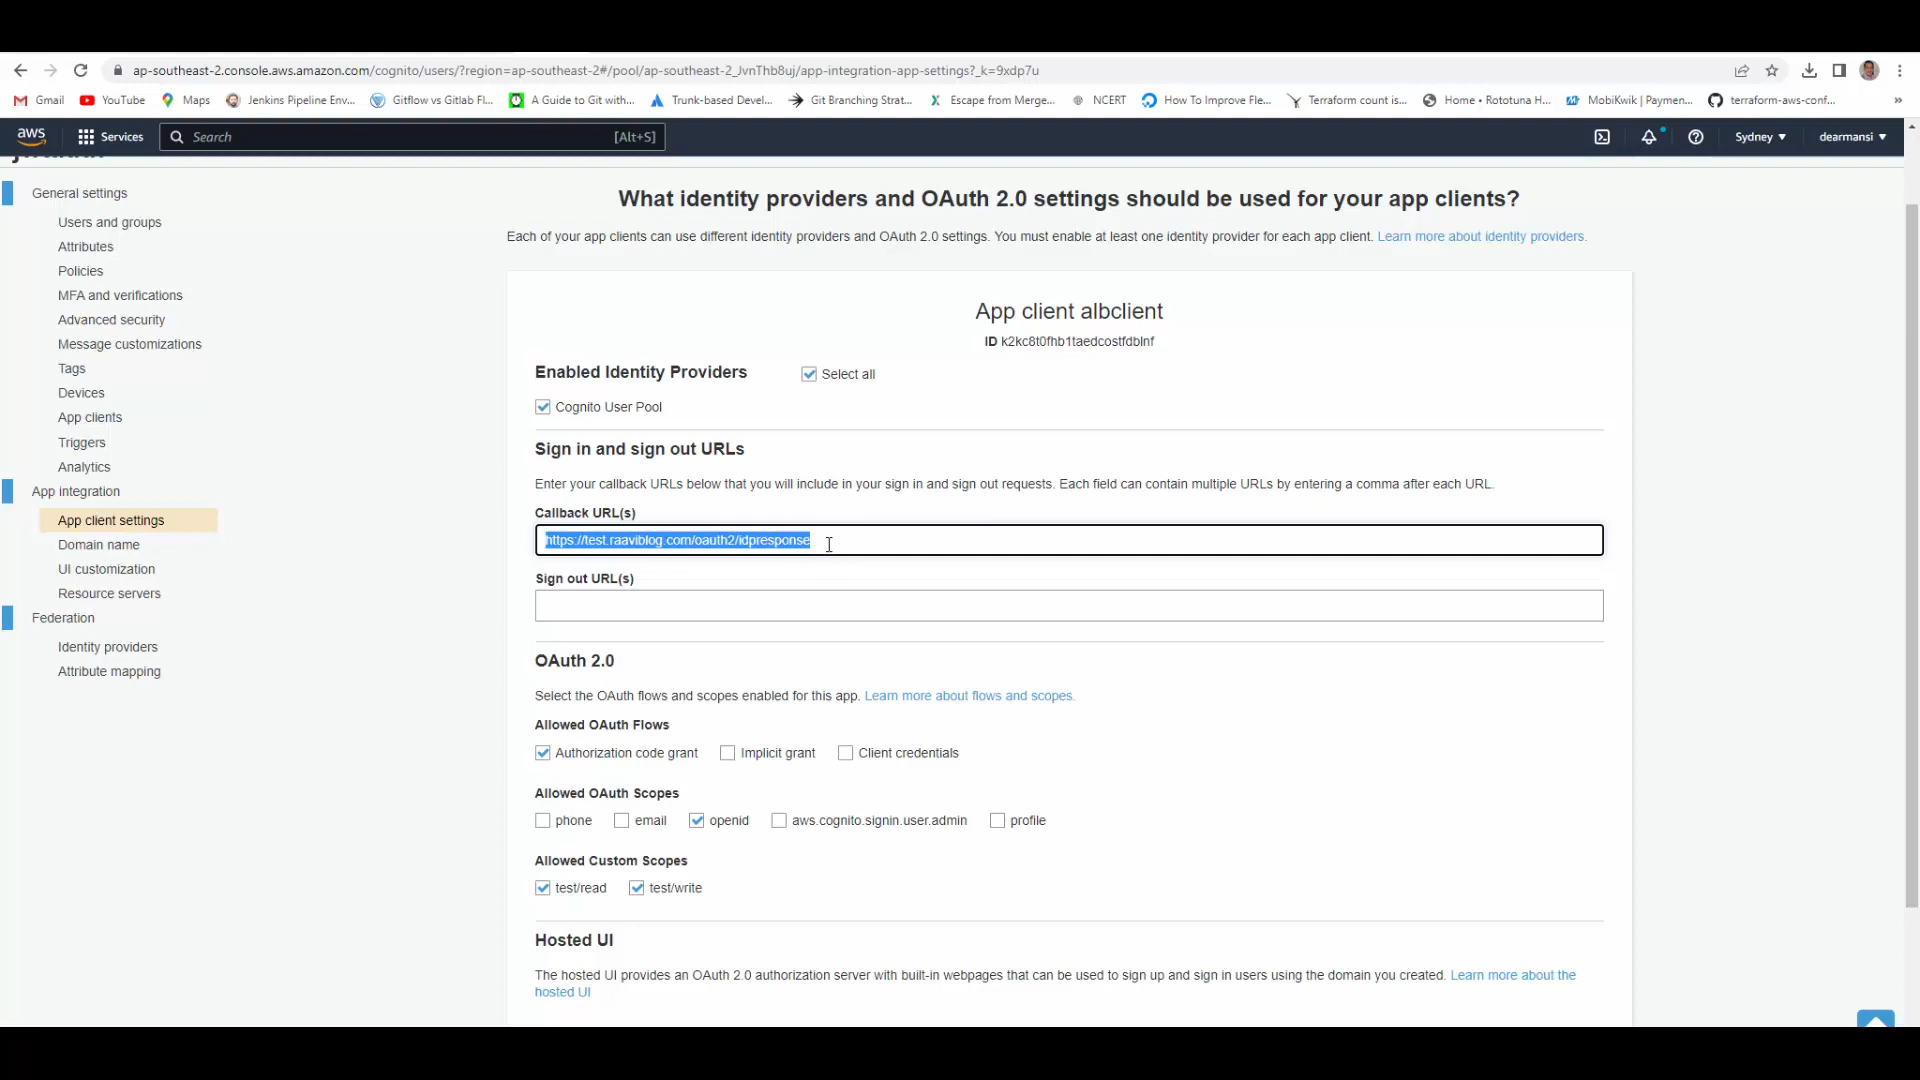 ap-southeast-2.console.aws.amazon.com/cognito/users/?region=ap-southeast-2#/pool/ap-southeast-2_JvnThb8uj/app-integration-app-settings?_k=9xdp7u
Gmail YouTube Maps Jenkins Pipeline Env... Gitflow vs Gitlab Fl... A Guide to Git with... Trunk-based Devel... Git Branching Strat... Escape from Merge... NCERT How To Improve Fle... Terraform count is... Home • Rototuna H... MobiKwik | Paymen... terraform-aws-conf... »
aws Services Search [Alt+S] Sydney dearmansi
General settings
Users and groups
Attributes
Policies
MFA and verifications
Advanced security
Message customizations
Tags
Devices
App clients
Triggers
Analytics
App integration
App client settings
Domain name
UI customization
Resource servers
Federation
Identity providers
Attribute mapping
What identity providers and OAuth 2.0 settings should be used for your app clients?
Each of your app clients can use different identity providers and OAuth 2.0 settings. You must enable at least one identity provider for each app client. Learn more about identity providers.
App client albclient
ID k2kc8t0fhb1taedcostfdblnf
Enabled Identity Providers Select all
Cognito User Pool
Sign in and sign out URLs
Enter your callback URLs below that you will include in your sign in and sign out requests. Each field can contain multiple URLs by entering a comma after each URL.
Callback URL(s)
https://test.raaviblog.com/oauth2/idpresponse
Sign out URL(s)
OAuth 2.0
Select the OAuth flows and scopes enabled for this app. Learn more about flows and scopes.
Allowed OAuth Flows
Authorization code grant Implicit grant Client credentials
Allowed OAuth Scopes
phone email openid aws.cognito.signin.user.admin profile
Allowed Custom Scopes
test/read test/write
Hosted UI
The hosted UI provides an OAuth 2.0 authorization server with built-in webpages that can be used to sign up and sign in users using the domain you created. Learn more about the
hosted UI